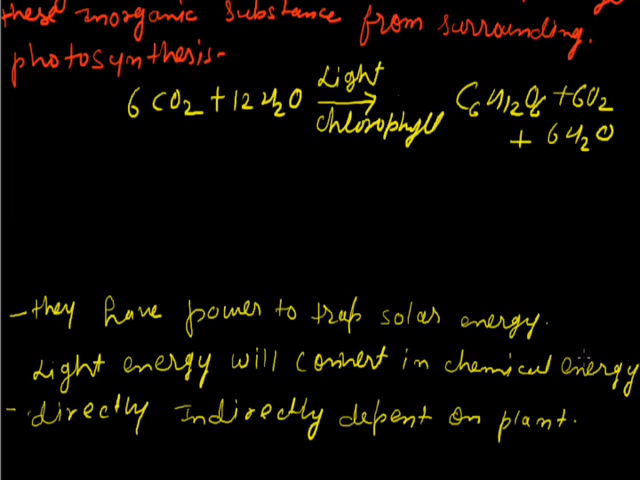 these inorganic substance from surrounding.
photosynthesis-
6 CO2 + 12 H2O Light chlorophyll C6H12O6 + 6O2
+ 6H2O
- they have power to trap solar energy.
Light energy will convert in chemical energy
- directly Indirectly depent on plant.